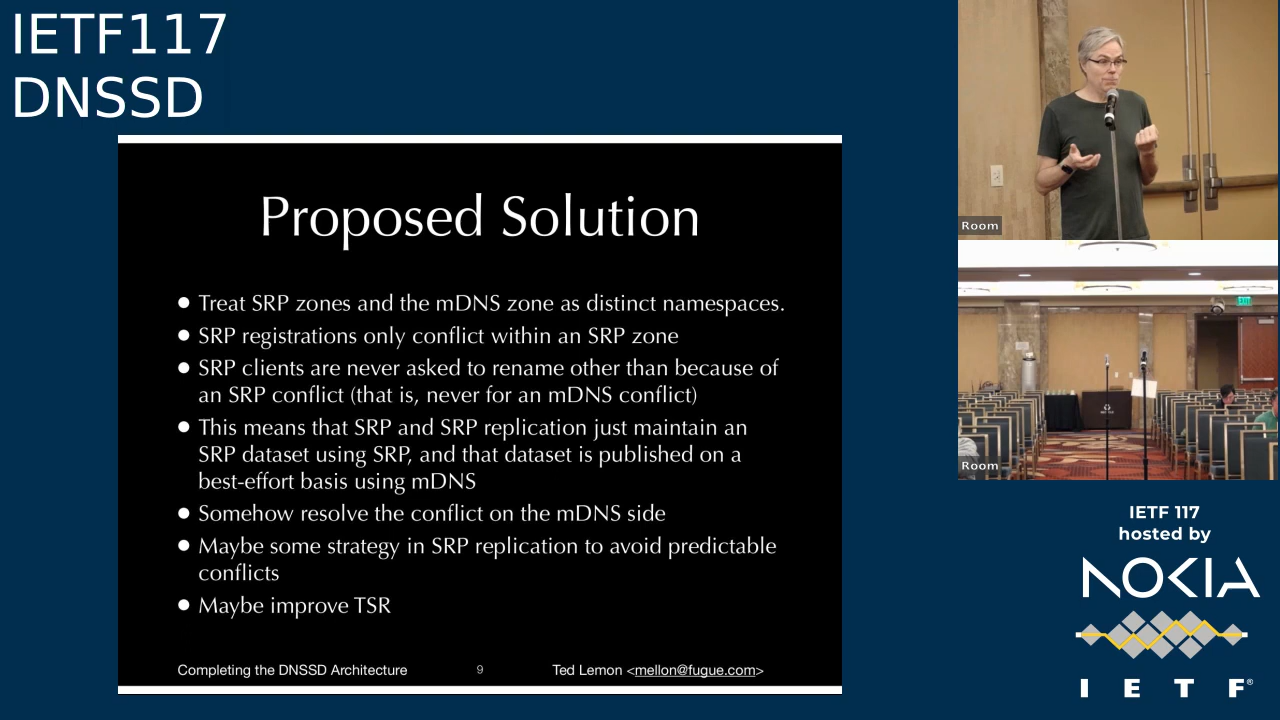 IETF117
DNSSD
Proposed Solution
● Treat SRP zones and the mDNS zone as distinct namespaces.
● SRP registrations only conflict within an SRP zone
● SRP clients are never asked to rename other than because of
an SRP conflict (that is, never for an mDNS conflict)
● This means that SRP and SRP replication just maintain an
SRP dataset using SRP, and that dataset is published on a
best-effort basis using mDNS
● Somehow resolve the conflict on the mDNS side
● Maybe some strategy in SRP replication to avoid predictable
conflicts
● Maybe improve TSR
Completing the DNSSD Architecture
9
Ted Lemon <mellon@fugue.com>
Room
EXIT
Room
IETF 117
hosted by
NOKIA
I E T F®